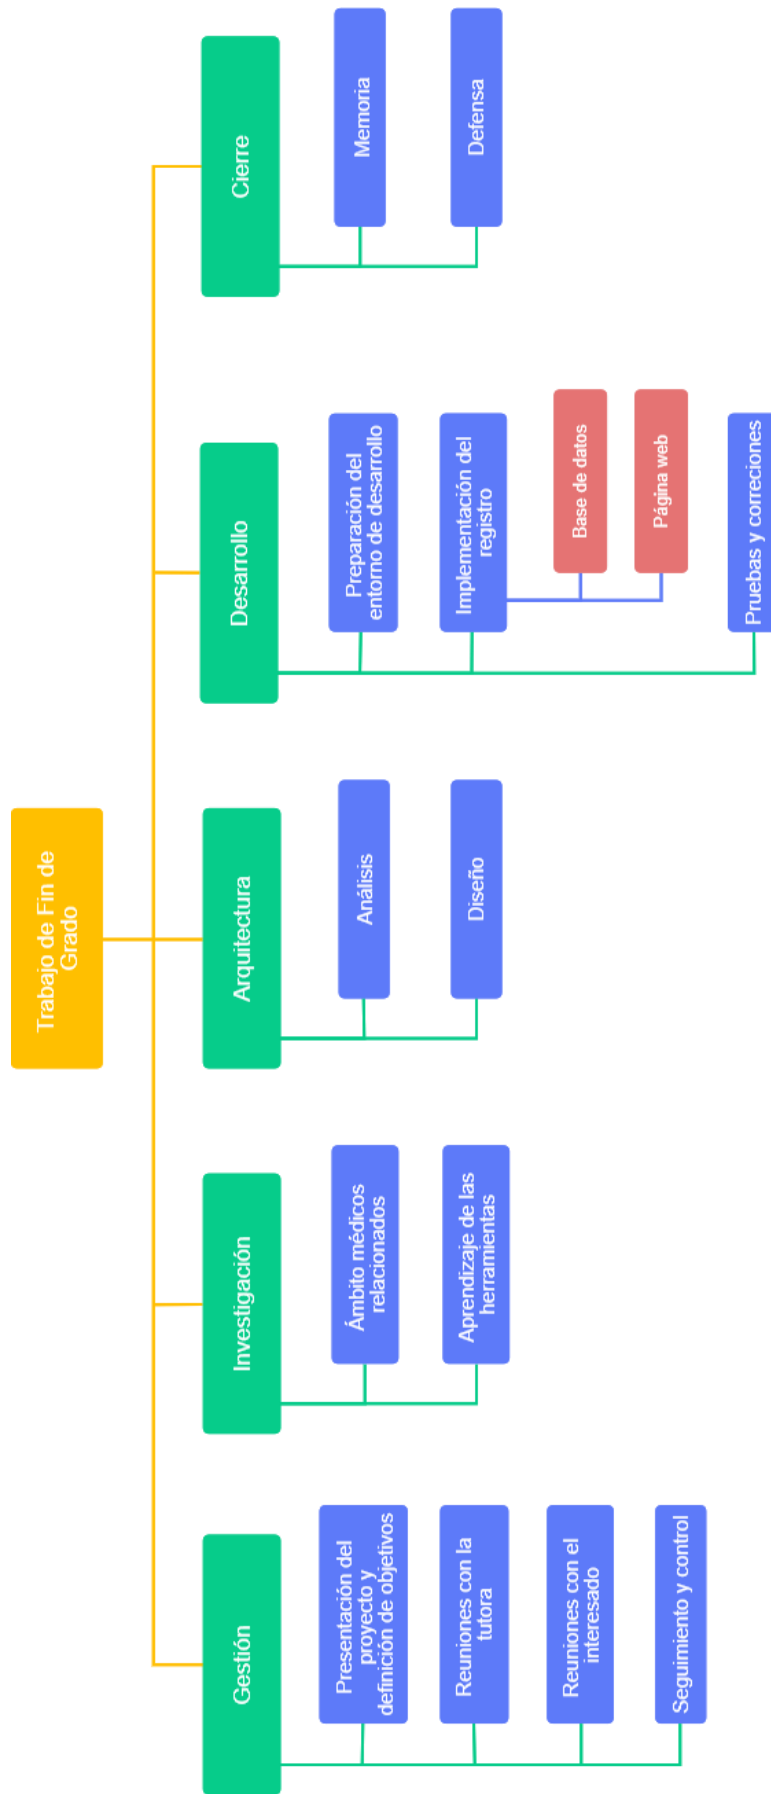 Trabajo de Fin de
Grado
Gestión
Presentación del
proyecto y
definición de objetivos
Reuniones con la
tutora
Reuniones con el
interesado
Seguimiento y control
Investigación
Ámbito médicos
relacionados
Aprendizaje de las
herramientas
Arquitectura
Análisis
Diseño
Desarrollo
Preparación del
entorno de desarrollo
Implementación del
registro
Base de datos
Página web
Pruebas y correciones
Cierre
Memoria
Defensa